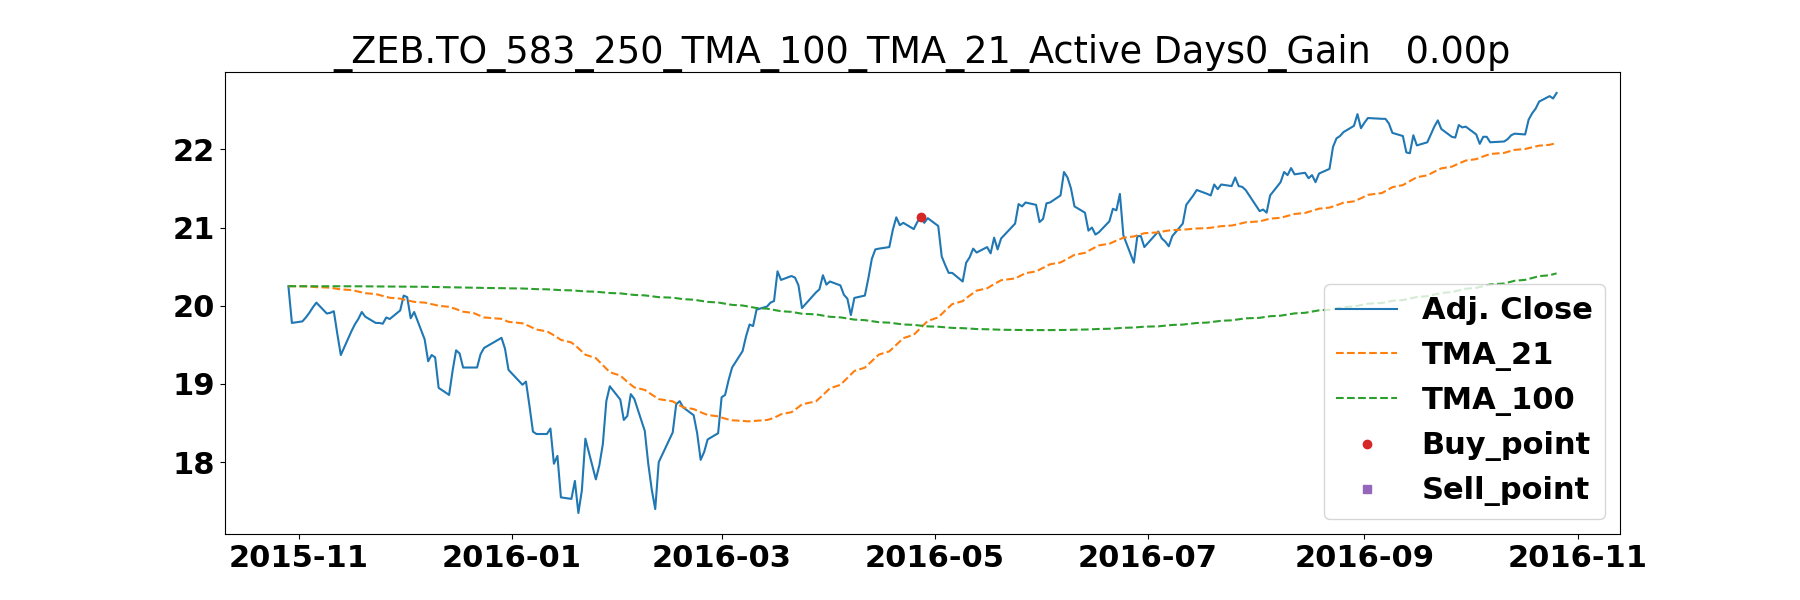 _ZEB.TO_583_250_TMA_100_TMA_21_Active Days0_Gain   0.00p
22
21
20
19
18
Adj. Close
TMA_21
TMA_100
Buy_point
Sell_point
2015-11 2016-01 2016-03 2016-05 2016-07 2016-09 2016-11